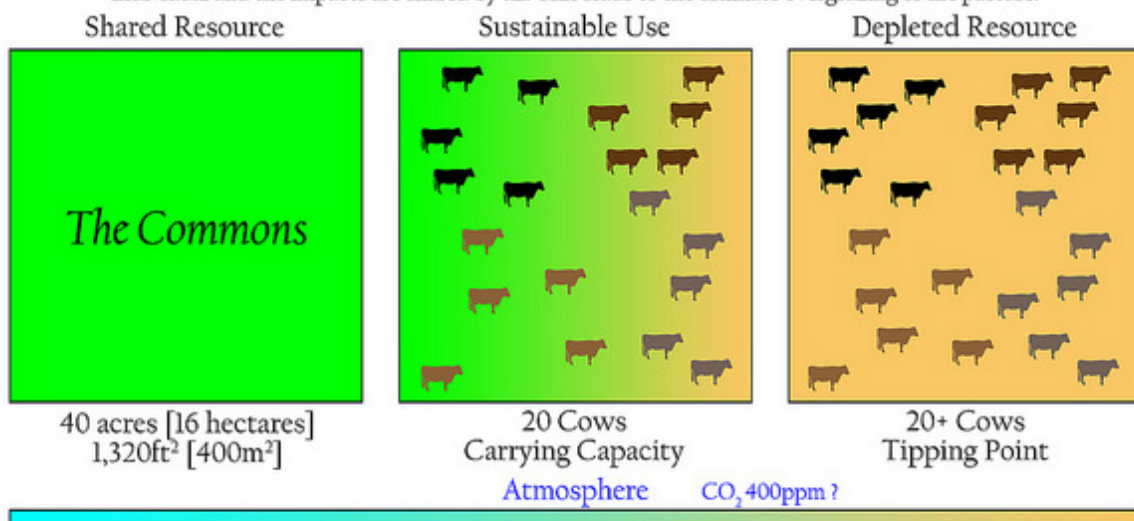 Shared Resource
Sustainable Use
Depleted Resource
The Commons
40 acres [16 hectares]
1,320ft² [400m²]
20 Cows
Carrying Capacity
20+ Cows
Tipping Point
Atmosphere CO₂ 400ppm ?